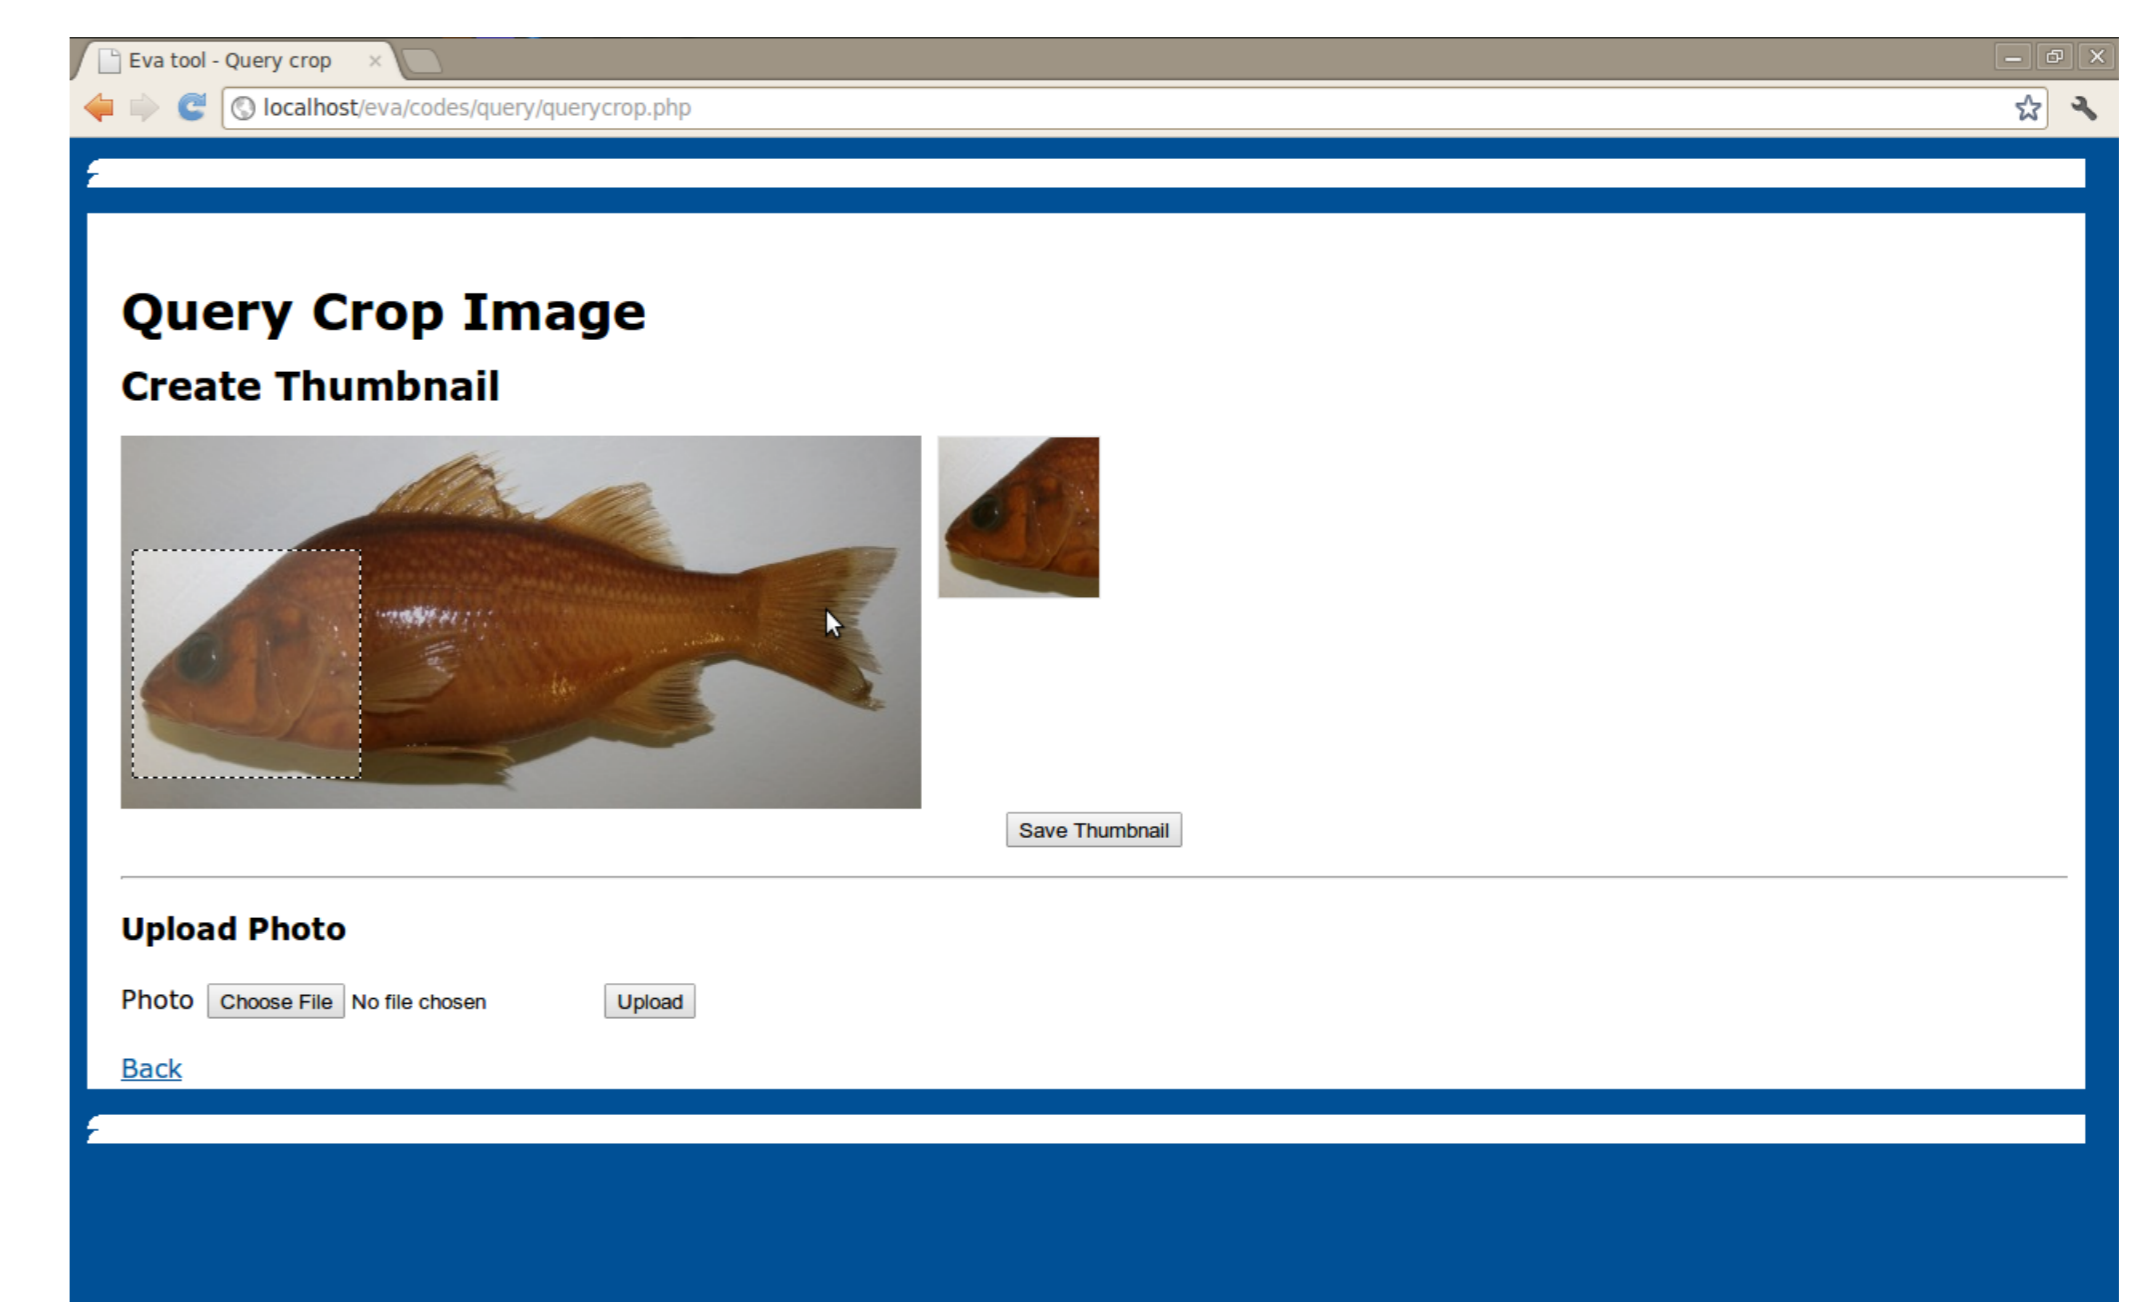 Eva tool - Query crop
localhost/eva/codes/query/querycrop.php
Query Crop Image
Create Thumbnail
Save Thumbnail
Upload Photo
Photo Choose File No file chosen Upload
Back